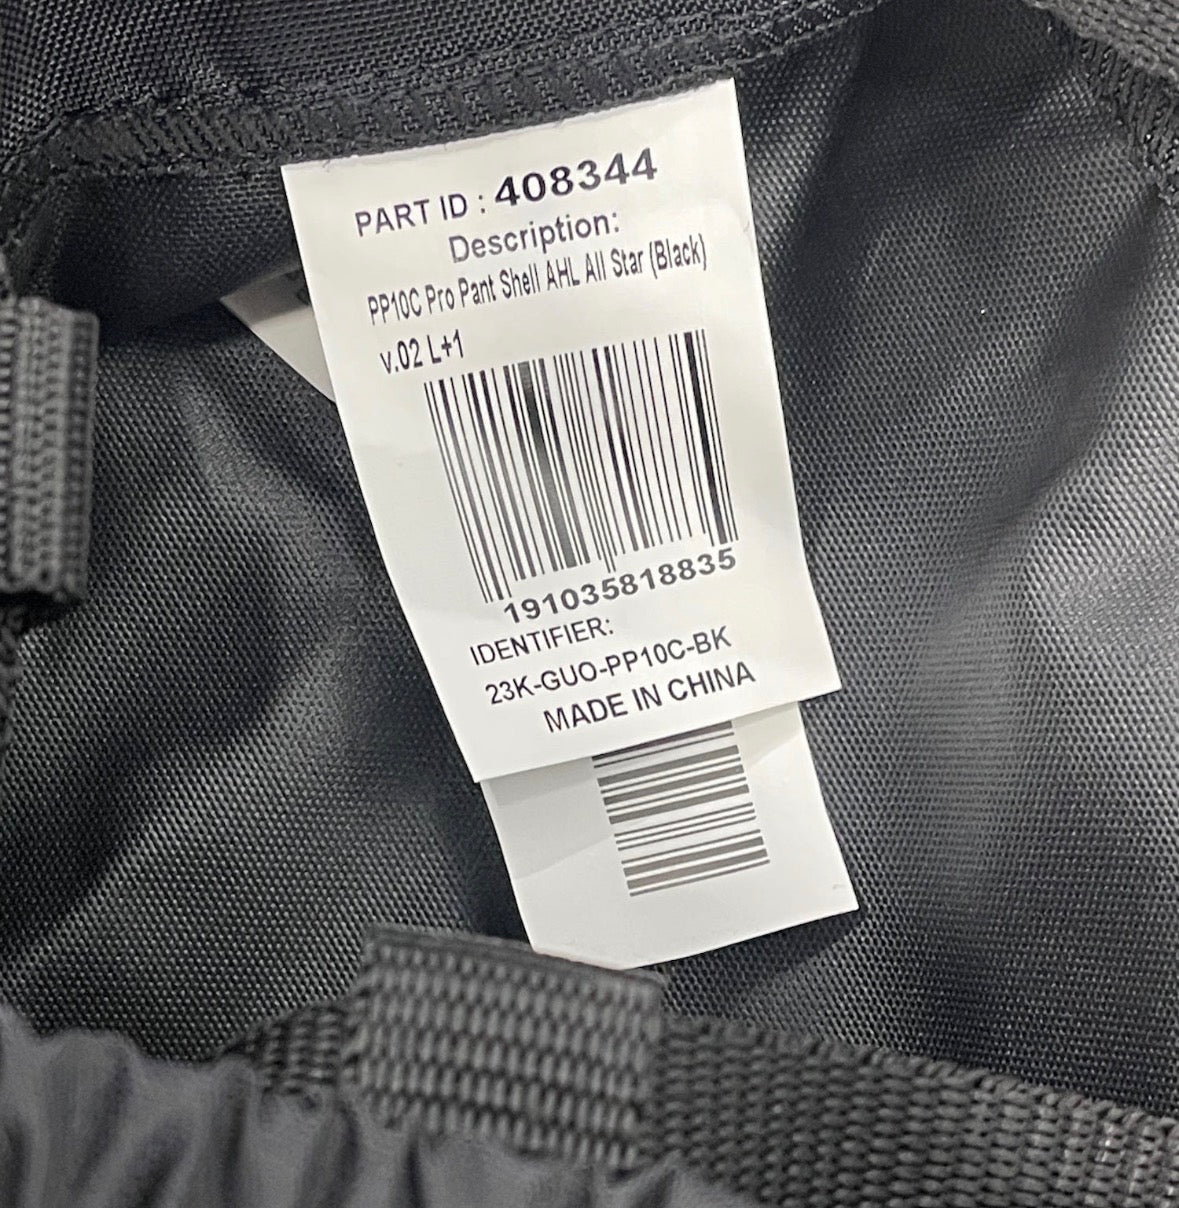 PART ID : 408344
Description:
PP10C Pro Pant Shell AHL All Star (Black)
v.02 L+1
191035818835
IDENTIFIER:
23K-GUO-PP10C-BK
MADE IN CHINA